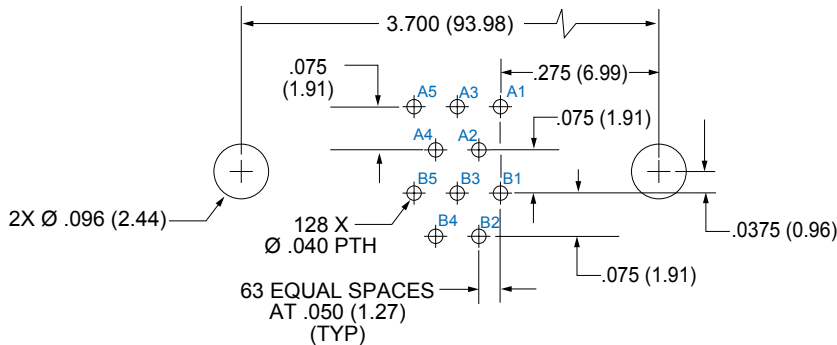 3.700 (93.98)
.075
(1.91)
.275 (6.99)
A5 A3 A1
A4 A2
.075 (1.91)
B5 B3 B1
2X Ø .096 (2.44)
128 X
Ø .040 PTH
B4 B2
.0375 (0.96)
.075 (1.91)
63 EQUAL SPACES
AT .050 (1.27)
(TYP)